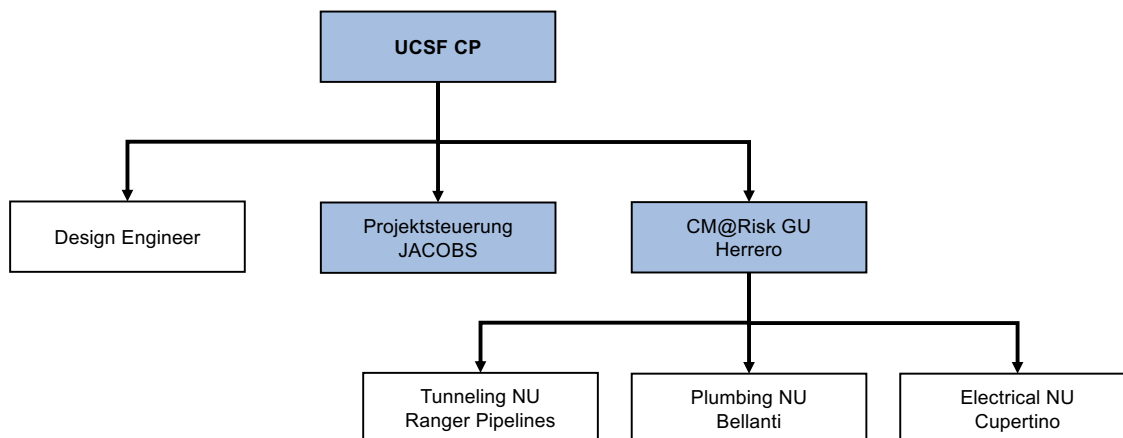 UCSF CP
Design Engineer
Projektsteuerung
JACOBS
CM@Risk GU
Herrero
Tunneling NU
Ranger Pipelines
Plumbing NU
Bellanti
Electrical NU
Cupertino